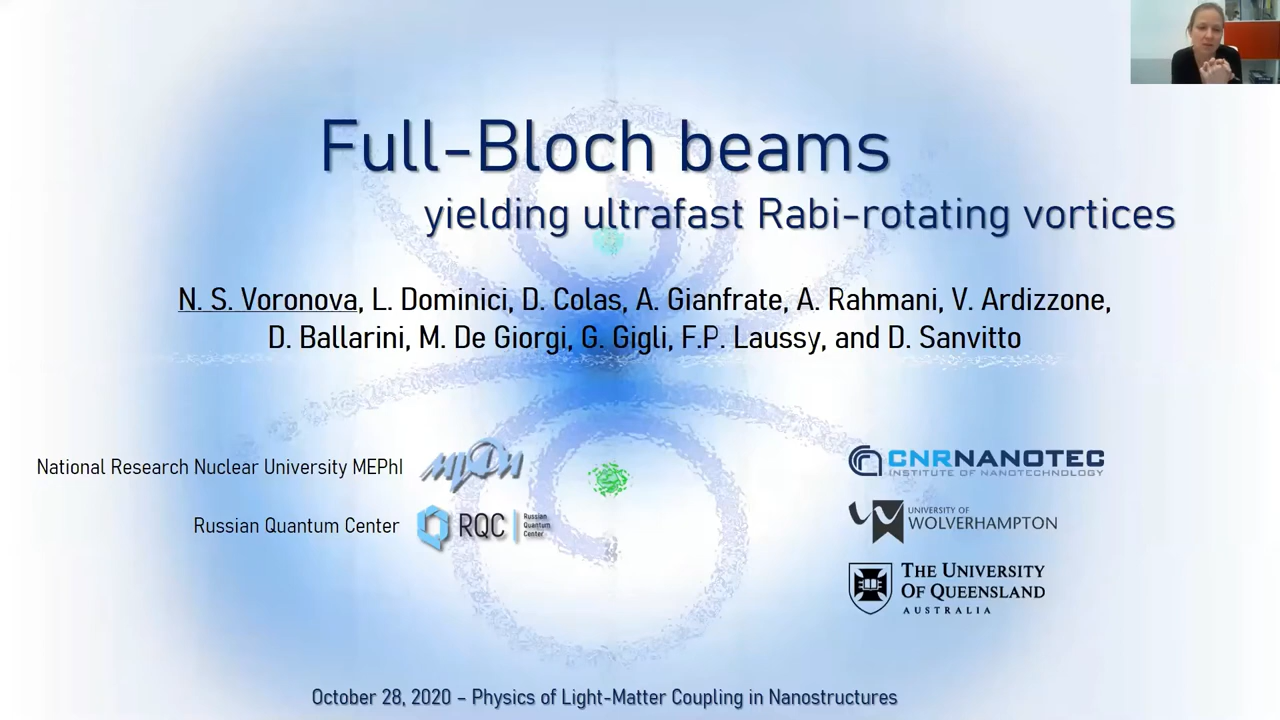 Full-Bloch beams
yielding ultrafast Rabi-rotating vortices
N. S. Voronova, L. Dominici, D. Colas, A. Gianfrate, A. Rahmani, V. Ardizzone,
D. Ballarini, M. De Giorgi, G. Gigli, F.P. Laussy, and D. Sanvitto
National Research Nuclear University MEPhI
МИФИ
Russian Quantum Center
RQC
Russian
Quantum
Center
CNRNANOTEC
INSTITUTE OF NANOTECHNOLOGY
UNIVERSITY OF
WOLVERHAMPTON
THE UNIVERSITY
OF QUEENSLAND
AUSTRALIA
October 28, 2020 – Physics of Light-Matter Coupling in Nanostructures